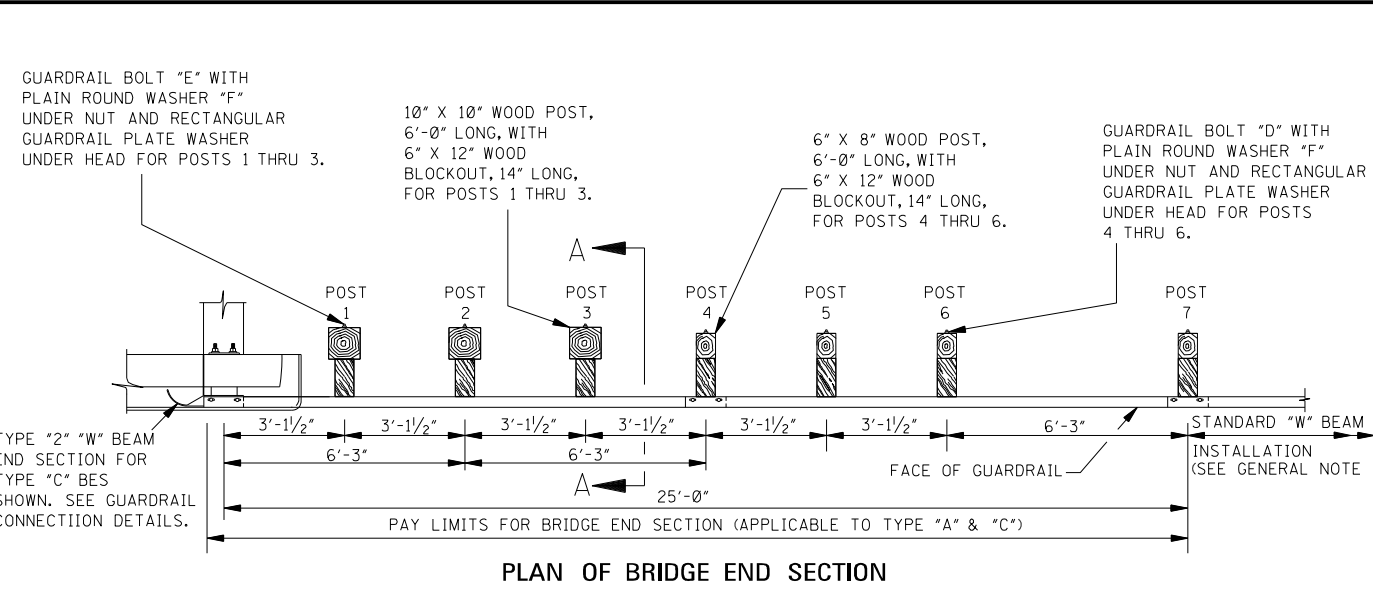 GUARDRAIL BOLT "E" WITH
PLAIN ROUND WASHER "F"
UNDER NUT AND RECTANGULAR
GUARDRAIL PLATE WASHER
UNDER HEAD FOR POSTS 1 THRU 3.
10" X 10" WOOD POST,
6'-0" LONG, WITH
6" X 12" WOOD
BLOCKOUT, 14" LONG,
FOR POSTS 1 THRU 3.
6" X 8" WOOD POST,
6'-0" LONG, WITH
6" X 12" WOOD
BLOCKOUT, 14" LONG,
FOR POSTS 4 THRU 6.
GUARDRAIL BOLT "D" WITH
PLAIN ROUND WASHER "F"
UNDER NUT AND RECTANGULAR
GUARDRAIL PLATE WASHER
UNDER HEAD FOR POSTS
4 THRU 6.
A
POST 1
POST 2
POST 3
POST 4
POST 5
POST 6
POST 7
3'-1½" 3'-1½" 3'-1½" 3'-1½" 3'-1½" 3'-1½" 6'-3"
6'-3" 6'-3"
A
25'-0"
FACE OF GUARDRAIL
STANDARD "W" BEAM
INSTALLATION
(SEE GENERAL NOTE
TYPE "2" "W" BEAM
END SECTION FOR
TYPE "C" BES
SHOWN. SEE GUARDRAIL
CONNECTIION DETAILS.
PAY LIMITS FOR BRIDGE END SECTION (APPLICABLE TO TYPE "A" & "C")
PLAN OF BRIDGE END SECTION